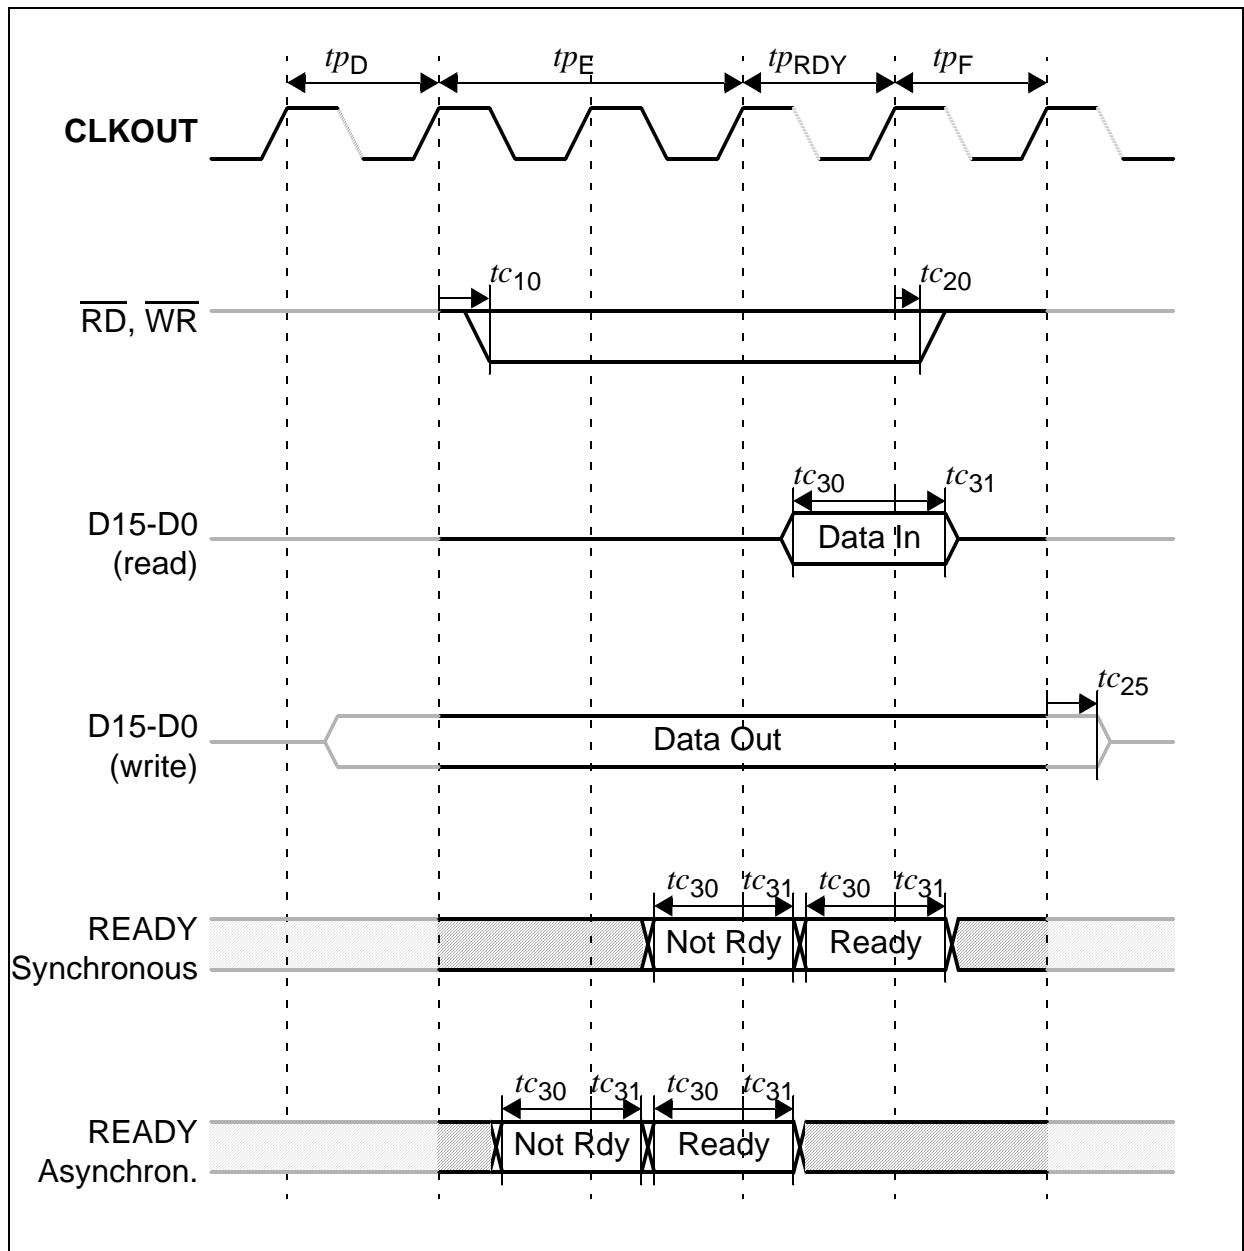 tpD tpE tpRDY tpF
CLKOUT
tc10 tc20
RD, WR
tc30 tc31
D15-D0
(read)
Data In
tc25
D15-D0
(write)
Data Out
tc30 tc31 tc30 tc31
READY
Synchronous
Not Rdy Ready
tc30 tc31 tc30 tc31
READY
Asynchron.
Not Rdy Ready